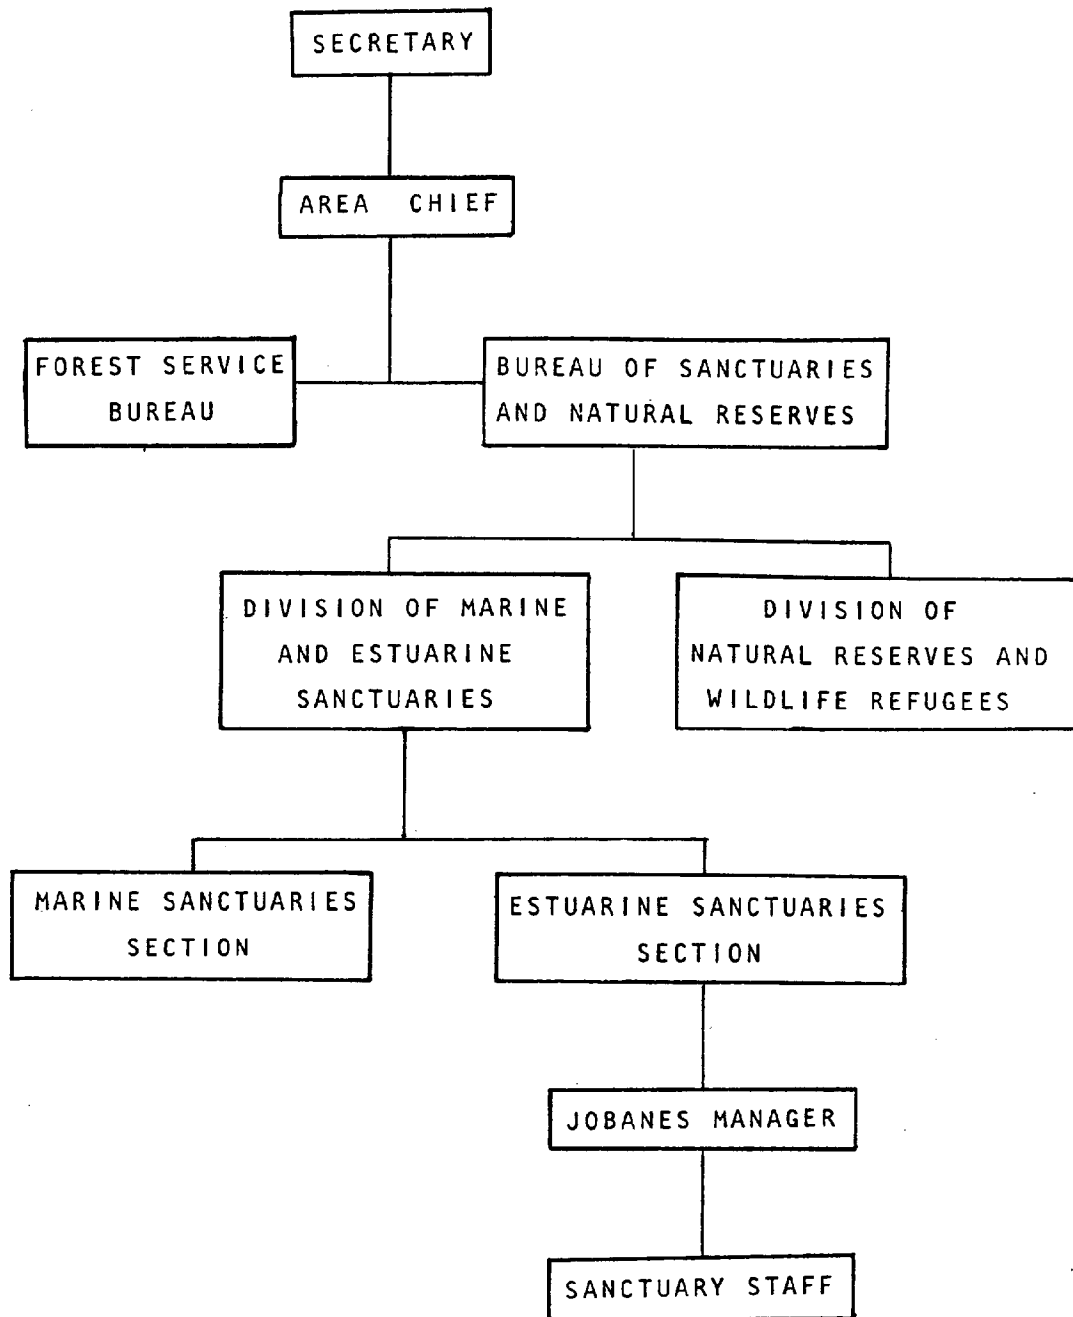 SECRETARY
AREA CHIEF
FOREST SERVICE
BUREAU
BUREAU OF SANCTUARIES
AND NATURAL RESERVES
DIVISION OF MARINE
AND ESTUARINE
SANCTUARIES
DIVISION OF
NATURAL RESERVES AND
WILDLIFE REFUGEES
MARINE SANCTUARIES
SECTION
ESTUARINE SANCTUARIES
SECTION
JOBANES MANAGER
SANCTUARY STAFF